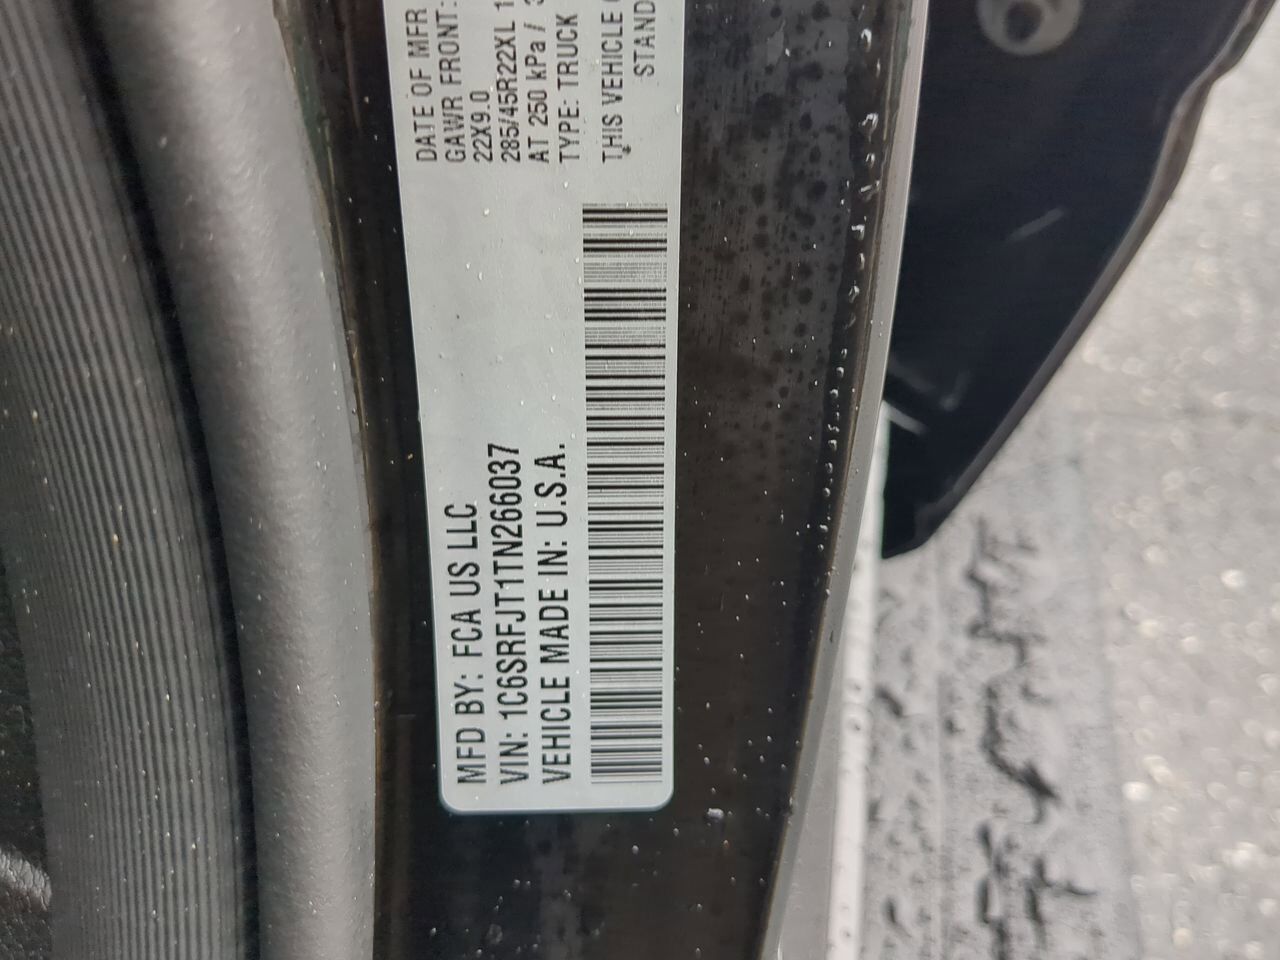 MFD BY: FCA US LLC
VIN: 1C6SRFJT1TN266037
VEHICLE MADE IN: U.S.A.
DATE OF MFR
GAWR FRONT:
22X9.0
285/45R22XL
AT 250 kPa /
TYPE: TRUCK
THIS VEHICLE